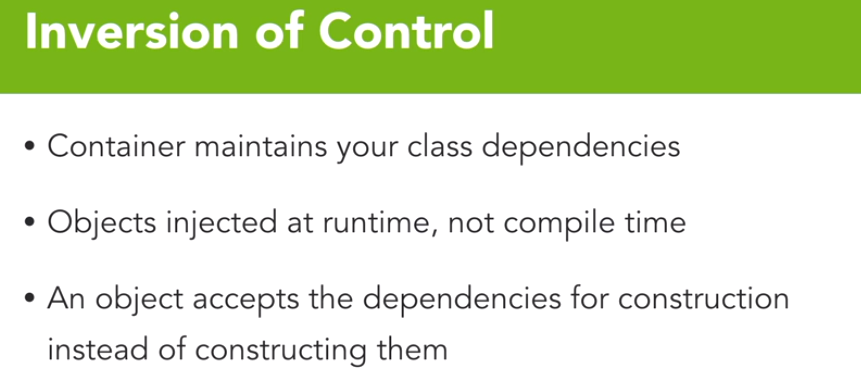 Inversion of Control
• Container maintains your class dependencies
• Objects injected at runtime, not compile time
• An object accepts the dependencies for construction
instead of constructing them